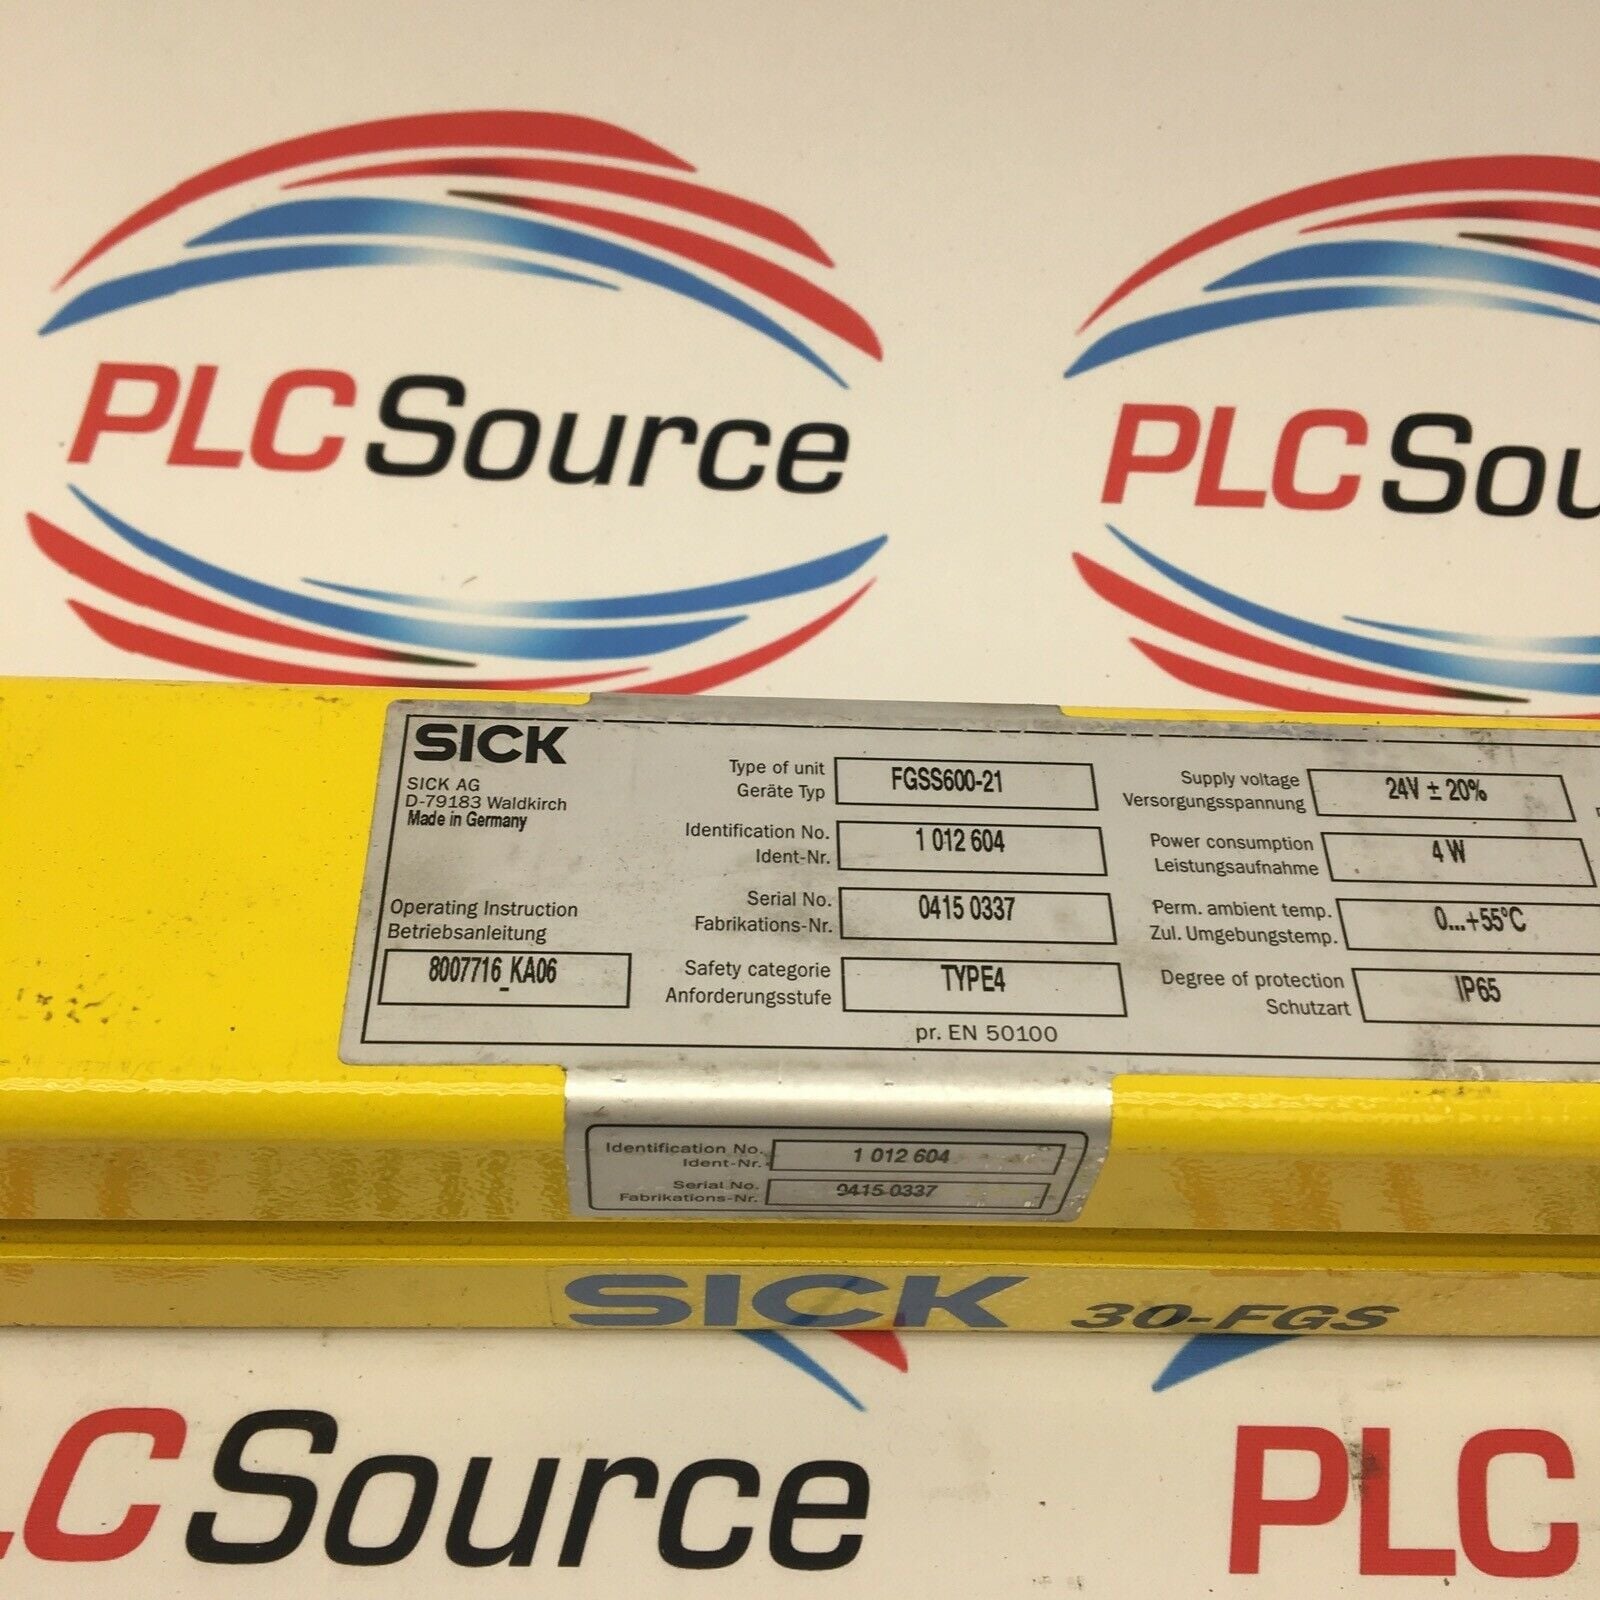 PLC Source
PLC Sou
SICK
SICK AG
D-79183 Waldkirch
Made in Germany
Operating Instruction
Betriebsanleitung
8007716_KA06
Type of unit
Geräte Typ
FGSS600-21
Identification No.
Ident-Nr.
1 012 604
Serial No.
Fabrikations-Nr.
0415 0337
Safety categorie
Anforderungsstufe
TYPE4
pr. EN 50100
Supply voltage
Versorgungsspannung
24V ± 20%
Power consumption
Leistungsaufnahme
4 W
Perm. ambient temp.
Zul. Umgebungstemp.
0...+55°C
Degree of protection
Schutzart
IP65
Identification No.
Ident-Nr.
1 012 604
Serial No.
Fabrikations-Nr.
0415 0337
SICK 30-FGS
LC Source
PLC